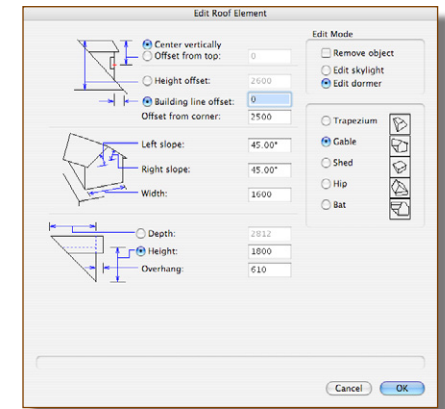 Edit Roof Element
Center vertically
Offset from top: 0
Height offset: 2600
Building line offset: 0
Offset from corner: 2500
Left slope: 45.00°
Right slope: 45.00°
Width: 1600
Depth: 2812
Height: 1800
Overhang: 610
Edit Mode
Remove object
Edit skylight
Edit dormer
Trapezium
Gable
Shed
Hip
Bat
Cancel OK